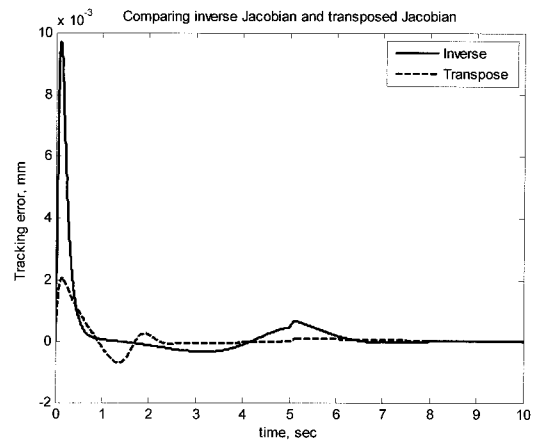 x 10⁻³
Comparing inverse Jacobian and transposed Jacobian
10
8
6
4
2
0
-2
Tracking error, mm
Inverse
Transpose
0 1 2 3 4 5 6 7 8 9 10
time, sec